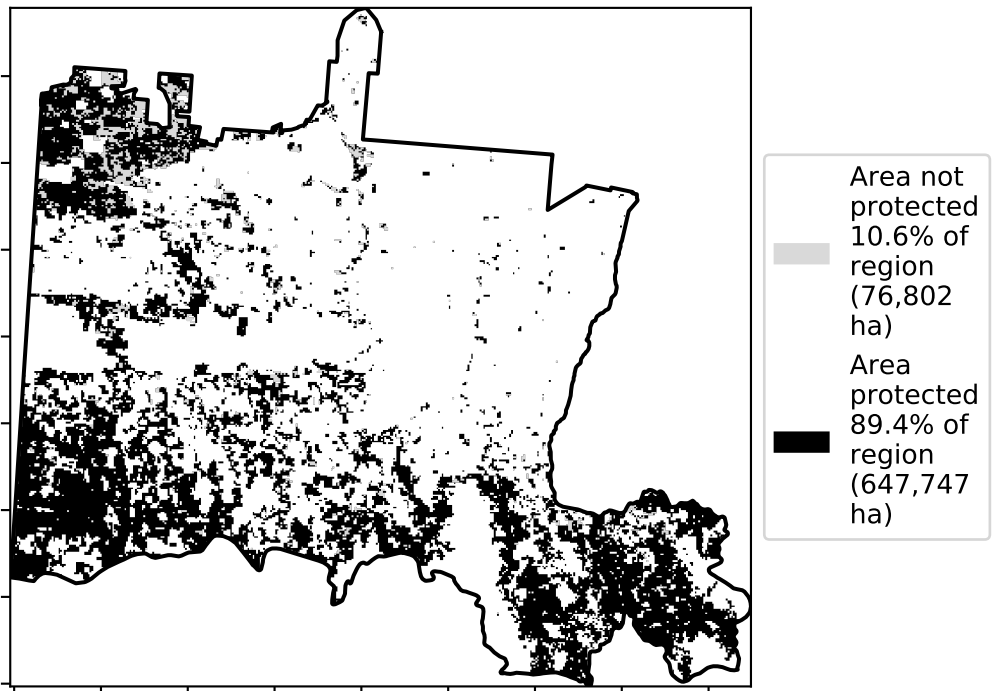 Area not
protected
10.6% of
region
(76,802
ha)
Area
protected
89.4% of
region
(647,747
ha)